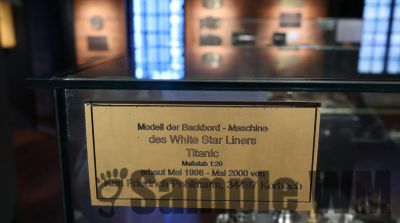 Modell der Backbord - Maschine
des White Star Liners
Titanic
Maßstab 1:20
erbaut Mai 1996 - Mai 2000 von
Karl Friedrich Pohlmann, 34497 Korbach
Sample WM